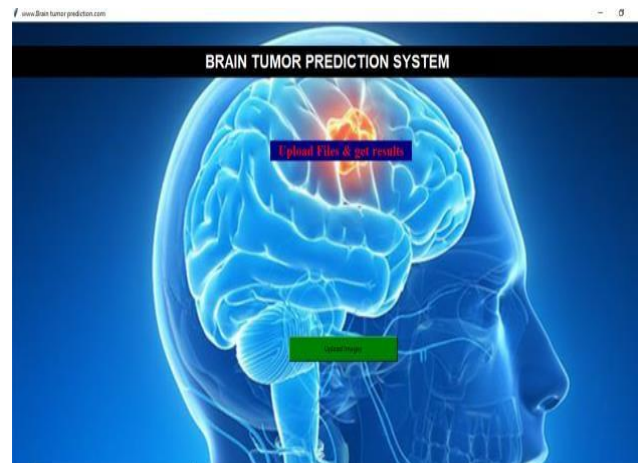 www.Brain tumor prediction.com
BRAIN TUMOR PREDICTION SYSTEM
Upload Files & get results
Upload Images